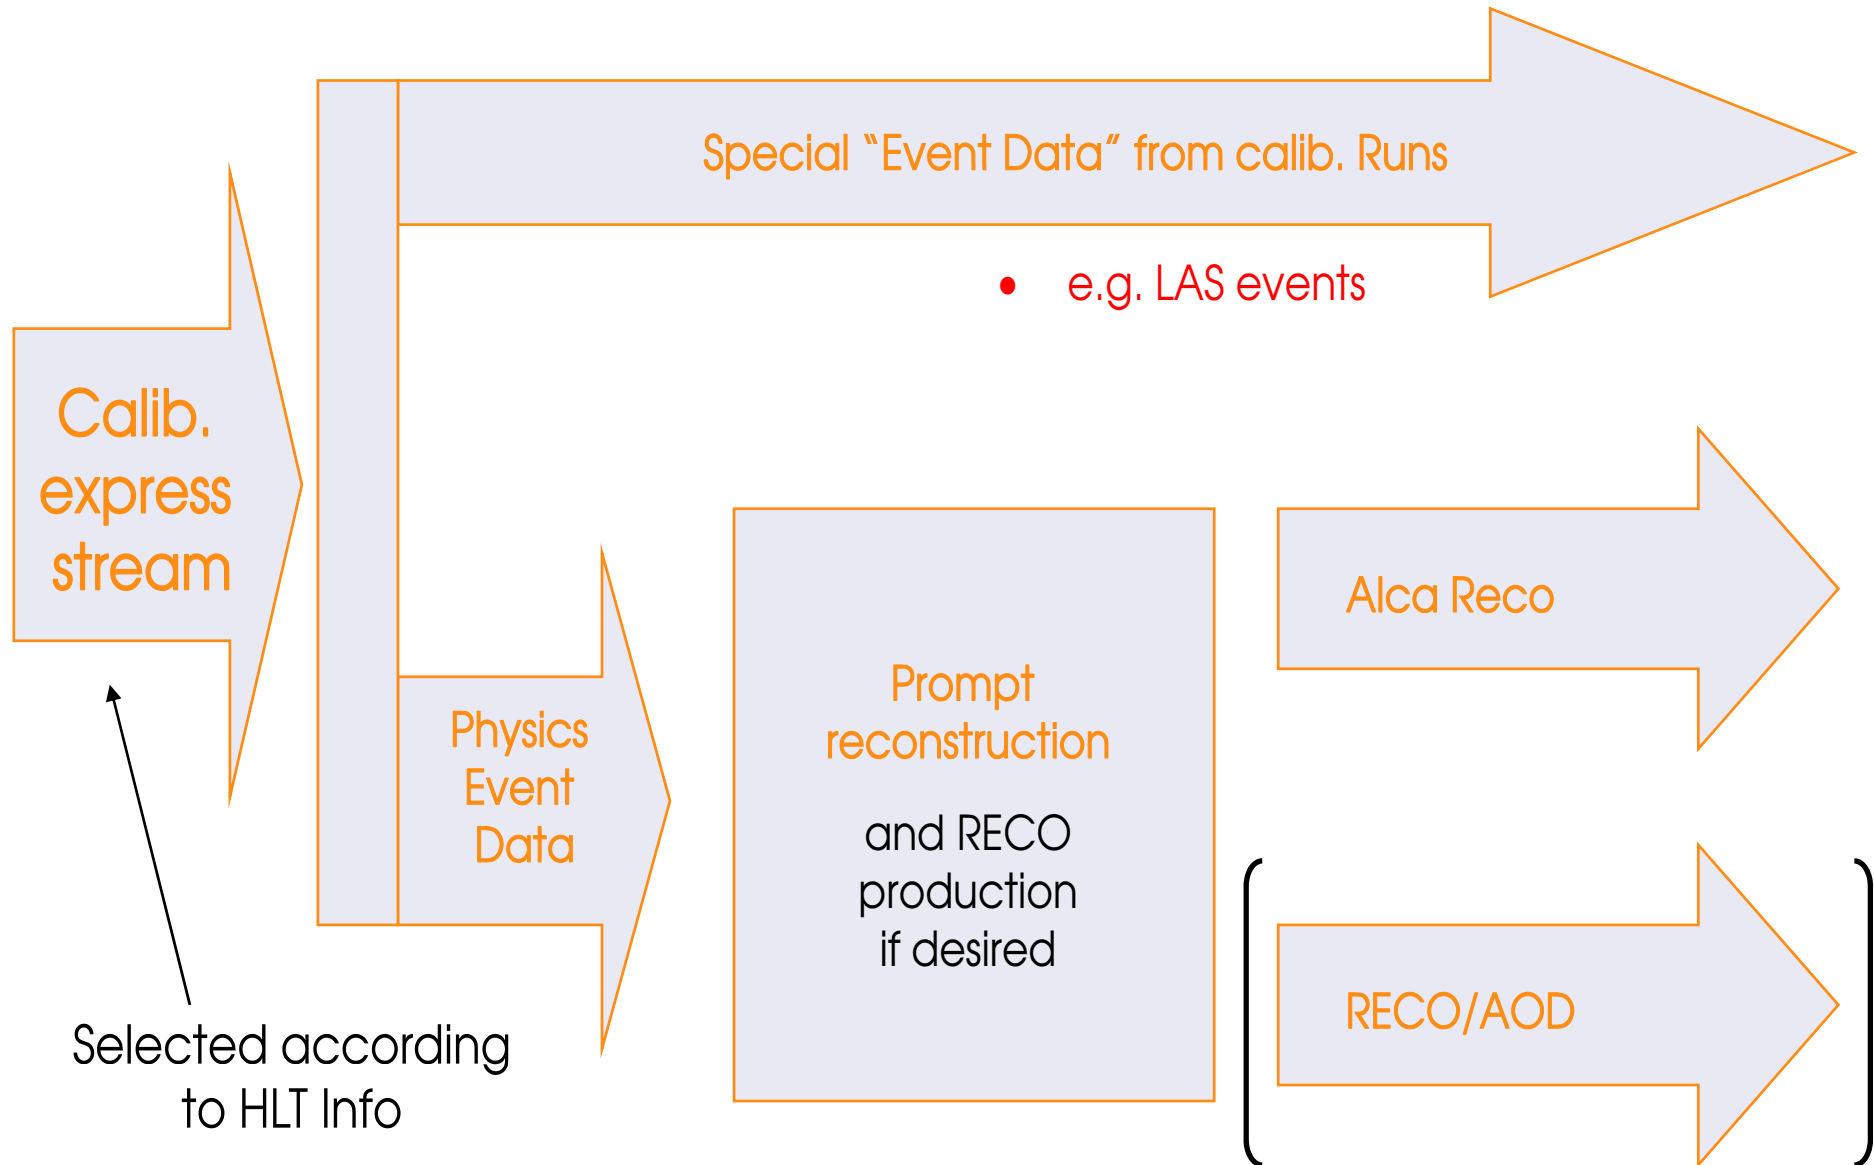 Special “Event Data” from calib. Runs
• e.g. LAS events
Calib.
express
stream
Alca Reco
Physics
Event
Data
Prompt
reconstruction
and RECO
production
if desired
RECO/AOD
Selected according
to HLT Info